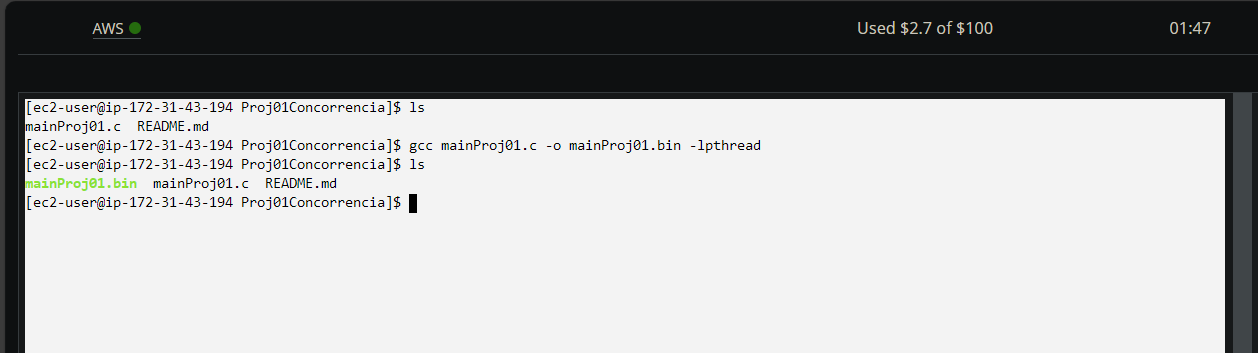 AWS Used $2.7 of $100 01:47
[ec2-user@ip-172-31-43-194 Proj01Concorrencia]$ ls
mainProj01.c  README.md
[ec2-user@ip-172-31-43-194 Proj01Concorrencia]$ gcc mainProj01.c -o mainProj01.bin -lpthread
[ec2-user@ip-172-31-43-194 Proj01Concorrencia]$ ls
mainProj01.bin  mainProj01.c  README.md
[ec2-user@ip-172-31-43-194 Proj01Concorrencia]$